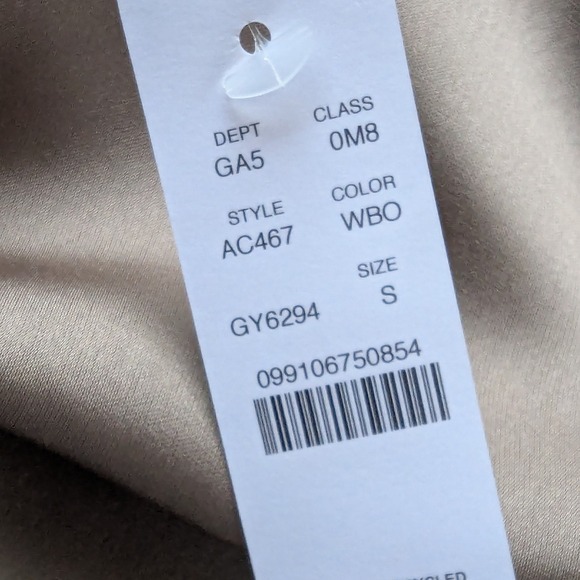 DEPT CLASS
GA5 0M8
STYLE COLOR
AC467 WBO
SIZE
GY6294 S
099106750854